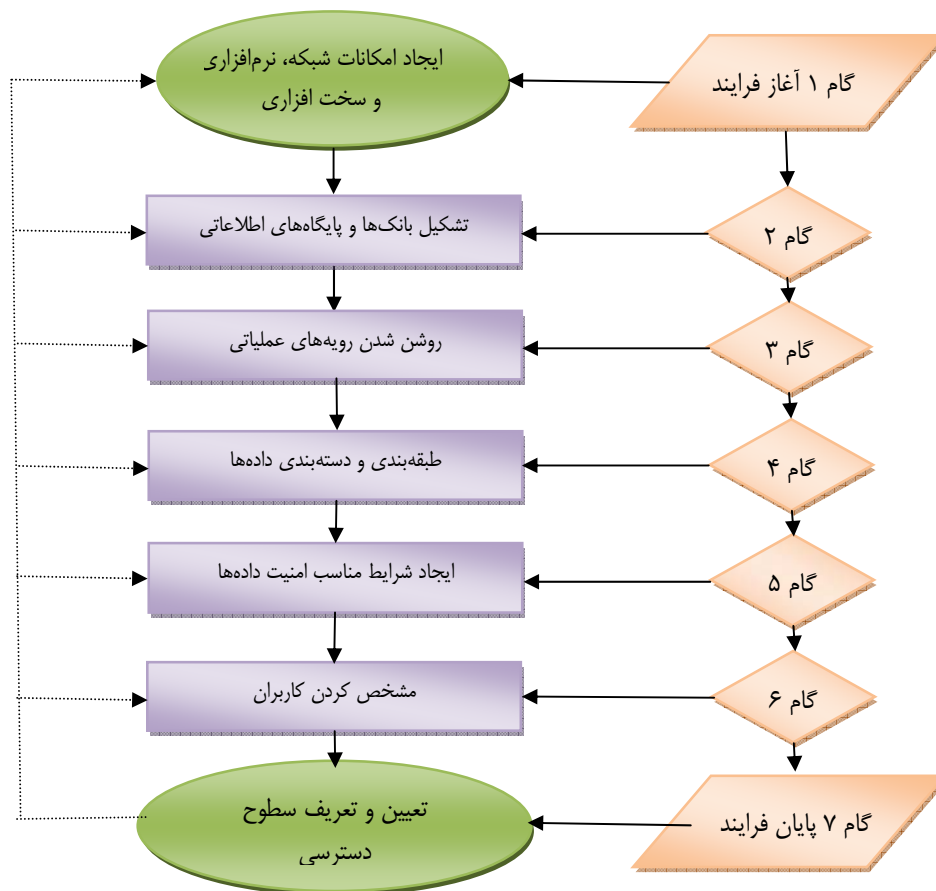 گام ۱ آغاز فرایند
ایجاد امکانات شبکه، نرم‌افزاری
و سخت افزاری
گام ۲
تشکیل بانک‌ها و پایگاه‌های اطلاعاتی
گام ۳
روشن شدن رویه‌های عملیاتی
گام ۴
طبقه‌بندی و دسته‌بندی داده‌ها
گام ۵
ایجاد شرایط مناسب امنیت داده‌ها
گام ۶
مشخص کردن کاربران
گام ۷ پایان فرایند
تعیین و تعریف سطوح
دسترسی